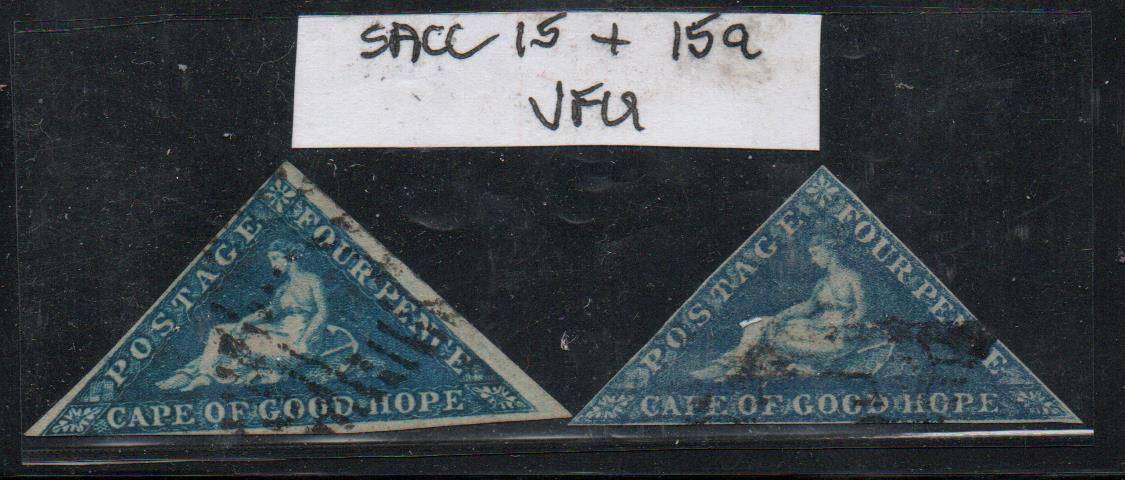 SACC 15 + 15a
VFU
POSTAGE
FOUR PENCE
CAPE OF GOOD HOPE
POSTAGE
FOUR PENCE
CAPE OF GOOD HOPE